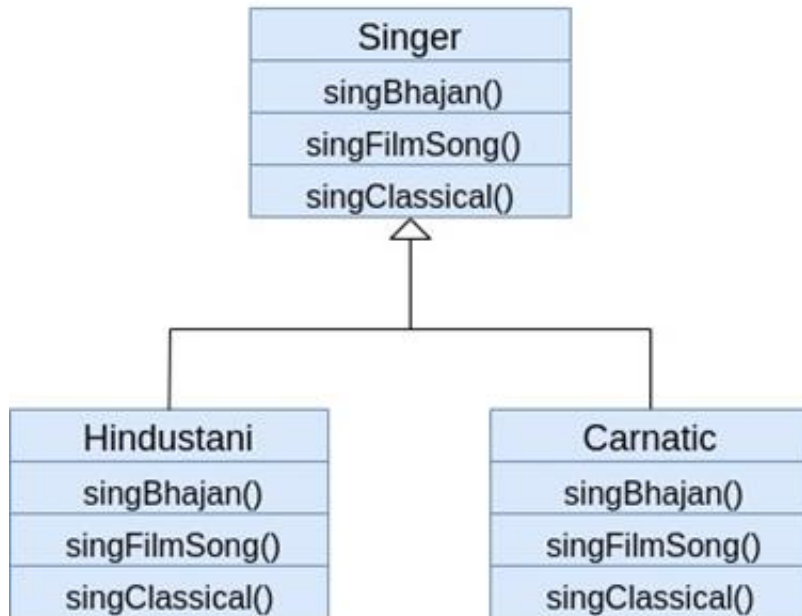 Singer
singBhajan()
singFilmSong()
singClassical()
Hindustani
singBhajan()
singFilmSong()
singClassical()
Carnatic
singBhajan()
singFilmSong()
singClassical()